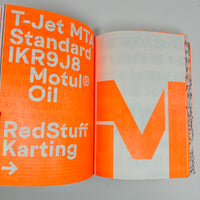 T-Jet MTA
Standard
IKR9J8
Motul®
Oil
RedStuff
Karting
→
M